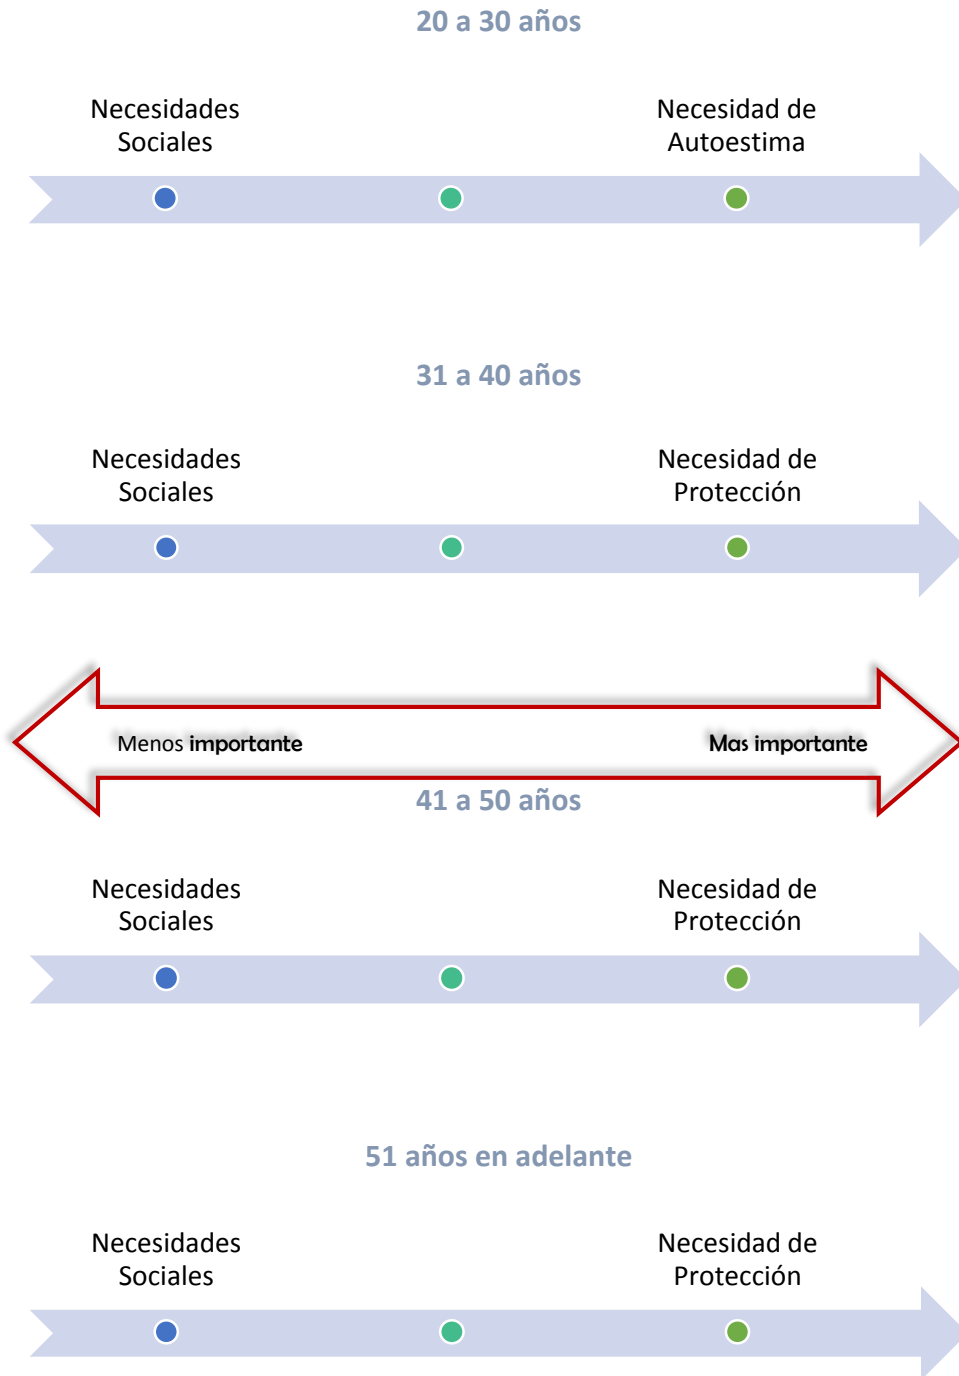 20 a 30 años
Necesidades
Sociales
Necesidad de
Autoestima
31 a 40 años
Necesidades
Sociales
Necesidad de
Protección
Menos importante
Mas importante
41 a 50 años
Necesidades
Sociales
Necesidad de
Protección
51 años en adelante
Necesidades
Sociales
Necesidad de
Protección